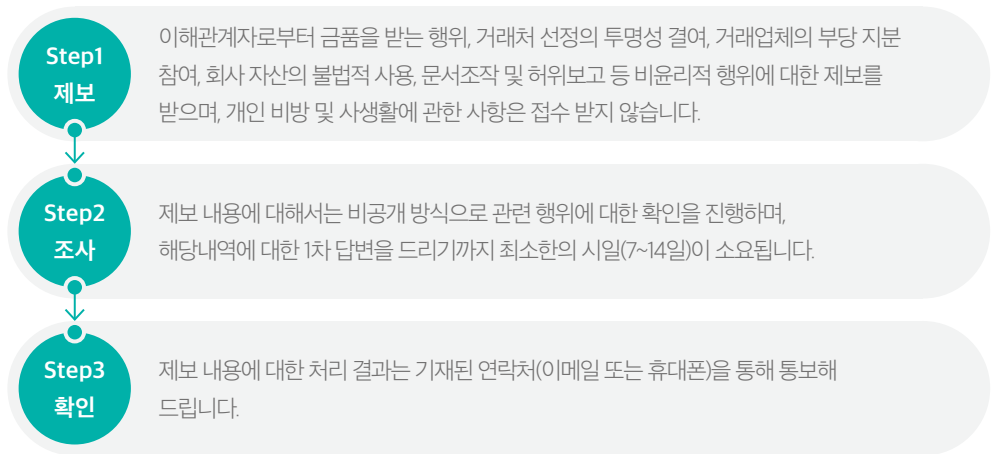 Step1
제보
이해관계자로부터 금품을 받는 행위, 거래처 선정의 투명성 결여, 거래업체의 부당 지분
참여, 회사 자산의 불법적 사용, 문서조작 및 허위보고 등 비윤리적 행위에 대한 제보를
받으며, 개인 비방 및 사생활에 관한 사항은 접수 받지 않습니다.
Step2
조사
제보 내용에 대해서는 비공개 방식으로 관련 행위에 대한 확인을 진행하며,
해당내역에 대한 1차 답변을 드리기까지 최소한의 시일(7~14일)이 소요됩니다.
Step3
확인
제보 내용에 대한 처리 결과는 기재된 연락처(이메일 또는 휴대폰)을 통해 통보해
드립니다.